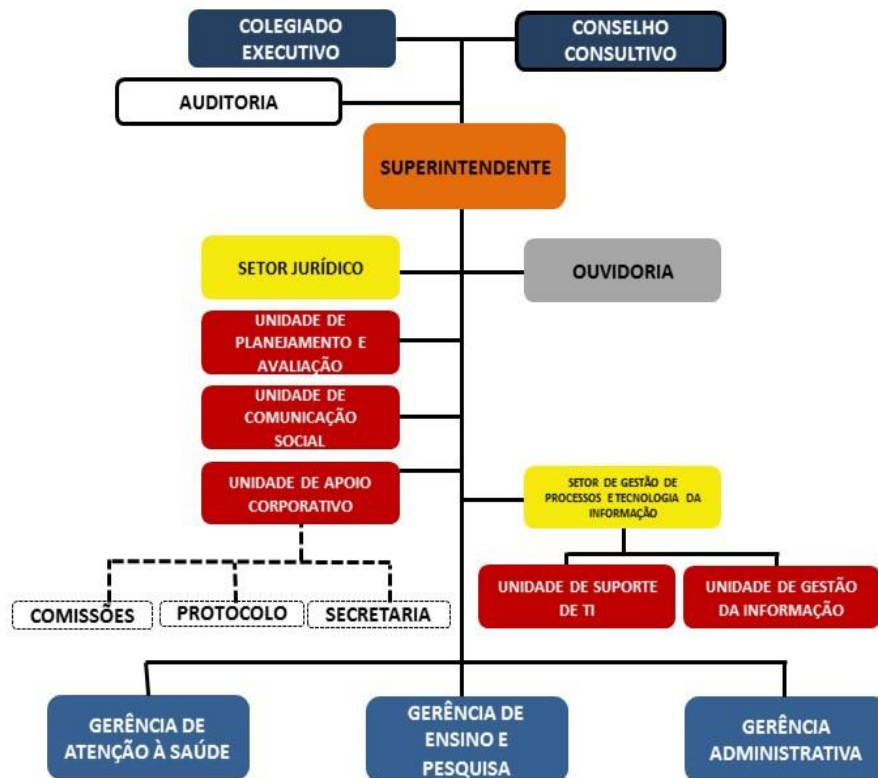 COLEGIADO
EXECUTIVO
CONSELHO
CONSULTIVO
AUDITORIA
SUPERINTENDENTE
SETOR JURÍDICO
OUVIDORIA
UNIDADE DE
PLANEJAMENTO E
AVALIAÇÃO
UNIDADE DE
COMUNICAÇÃO
SOCIAL
UNIDADE DE APOIO
CORPORATIVO
SETOR DE GESTÃO DE
PROCESSOS E TECNOLOGIA DA
INFORMAÇÃO
COMISSÕES
PROTOCOLO
SECRETARIA
UNIDADE DE SUPORTE
DE TI
UNIDADE DE GESTÃO
DA INFORMAÇÃO
GERÊNCIA DE
ATENÇÃO À SAÚDE
GERÊNCIA DE
ENSINO E
PESQUISA
GERÊNCIA
ADMINISTRATIVA